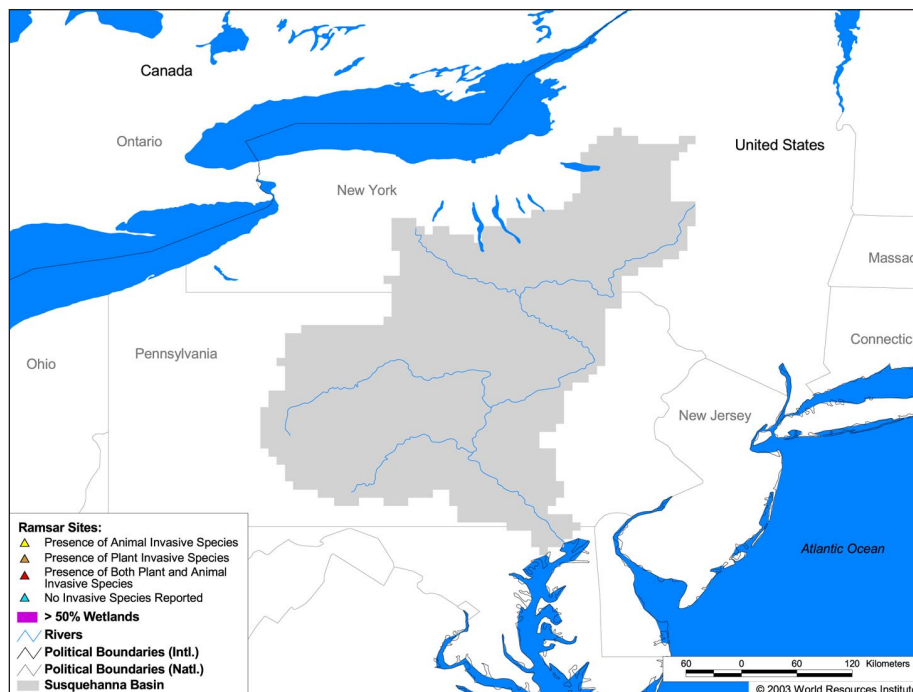 Canada
Ontario
United States
New York
Massac
Connecticu
Ohio
Pennsylvania
New Jersey
Atlantic Ocean
Ramsar Sites:
Presence of Animal Invasive Species
Presence of Plant Invasive Species
Presence of Both Plant and Animal
Invasive Species
No Invasive Species Reported
> 50% Wetlands
Rivers
Political Boundaries (Intl.)
Political Boundaries (Natl.)
Susquehanna Basin
60 0 60 120 Kilometers
© 2003 World Resources Institut